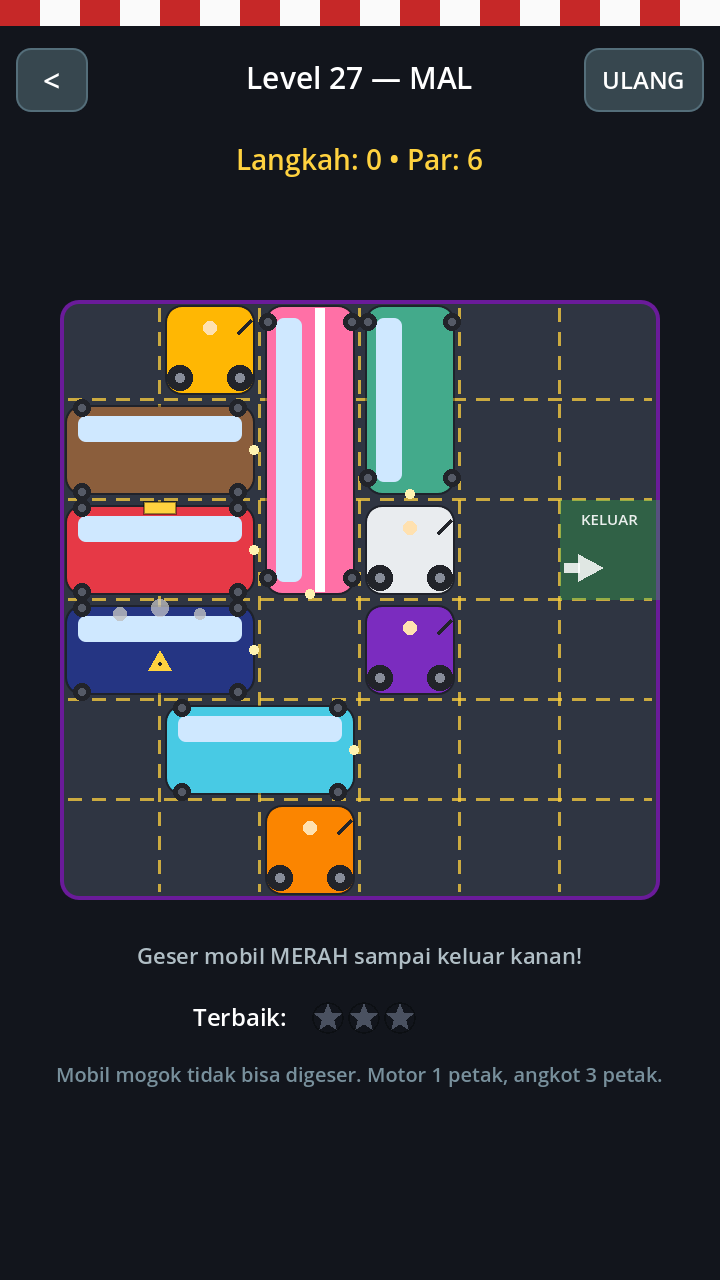 <
Level 27 — MAL
ULANG
Langkah: 0 • Par: 6
KELUAR
Geser mobil MERAH sampai keluar kanan!
Terbaik:
Mobil mogok tidak bisa digeser. Motor 1 petak, angkot 3 petak.